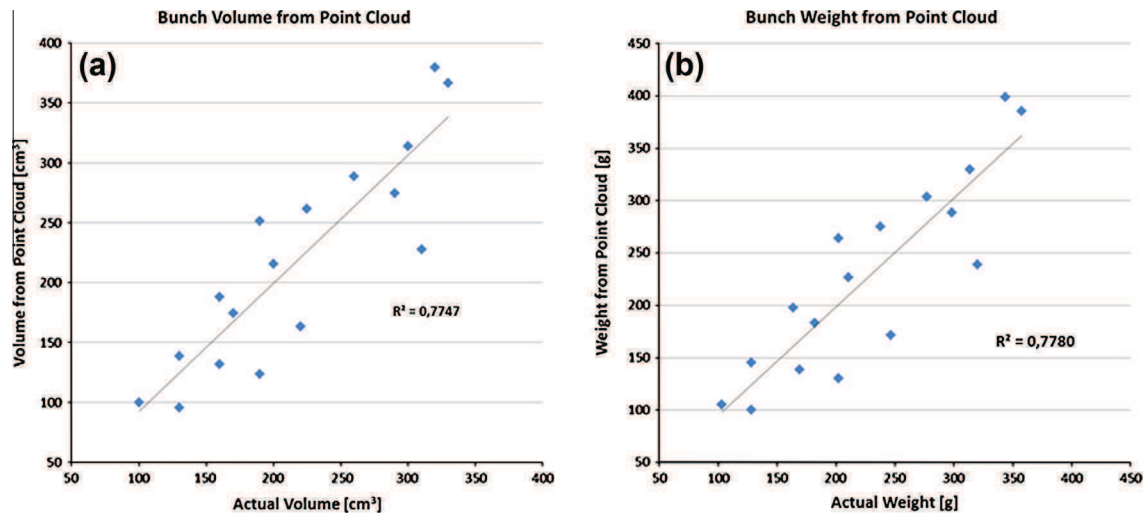 Bunch Volume from Point Cloud
(a)
400
350
300
250
200
150
100
50
Volume from Point Cloud [cm³]
R² = 0,7747
50 100 150 200 250 300 350 400
Actual Volume [cm³]
Bunch Weight from Point Cloud
(b)
450
400
350
300
250
200
150
100
50
Weight from Point Cloud [g]
R² = 0,7780
50 100 150 200 250 300 350 400 450
Actual Weight [g]